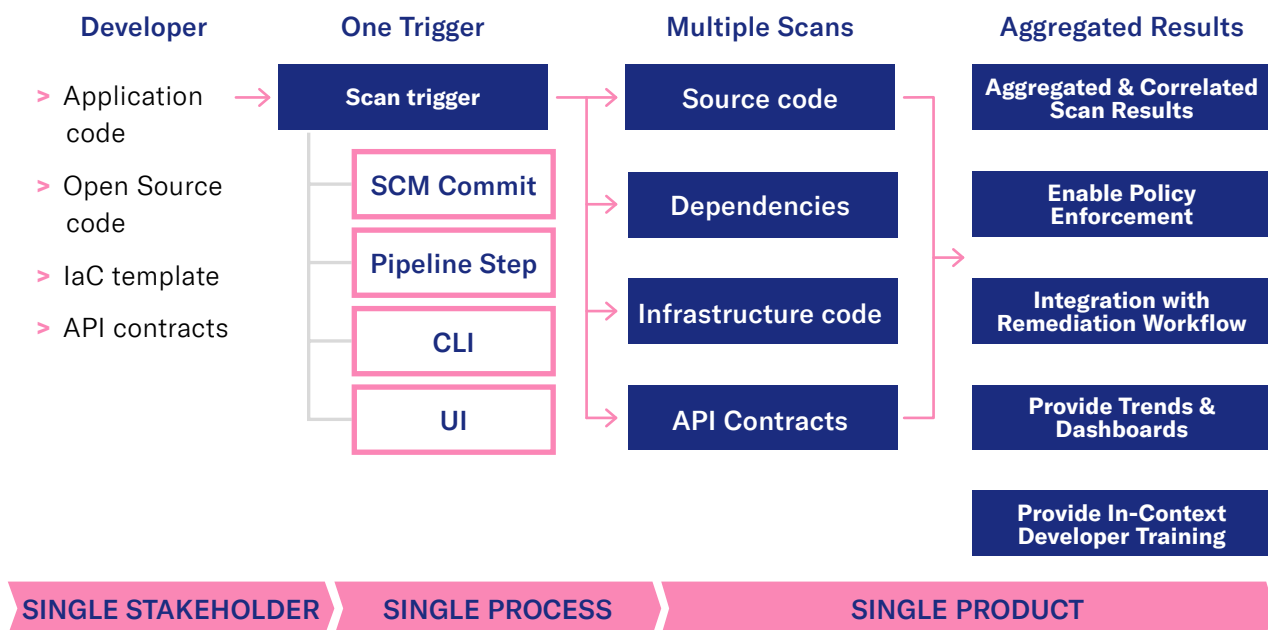 Developer
> Application
code
> Open Source
code
> IaC template
> API contracts
One Trigger
Scan trigger
SCM Commit
Pipeline Step
CLI
UI
Multiple Scans
Source code
Dependencies
Infrastructure code
API Contracts
Aggregated Results
Aggregated & Correlated
Scan Results
Enable Policy
Enforcement
Integration with
Remediation Workflow
Provide Trends &
Dashboards
Provide In-Context
Developer Training
SINGLE STAKEHOLDER
SINGLE PROCESS
SINGLE PRODUCT